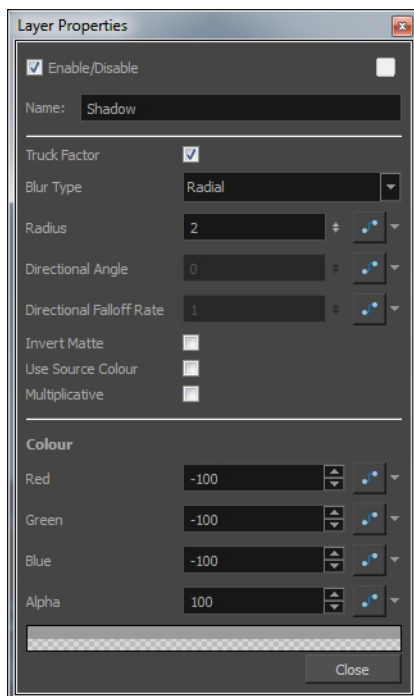 Layer Properties
Enable/Disable
Name: Shadow
Truck Factor
Blur Type Radial
Radius 2
Directional Angle 0
Directional Falloff Rate 1
Invert Matte
Use Source Colour
Multiplicative
Colour
Red -100
Green -100
Blue -100
Alpha 100
Close